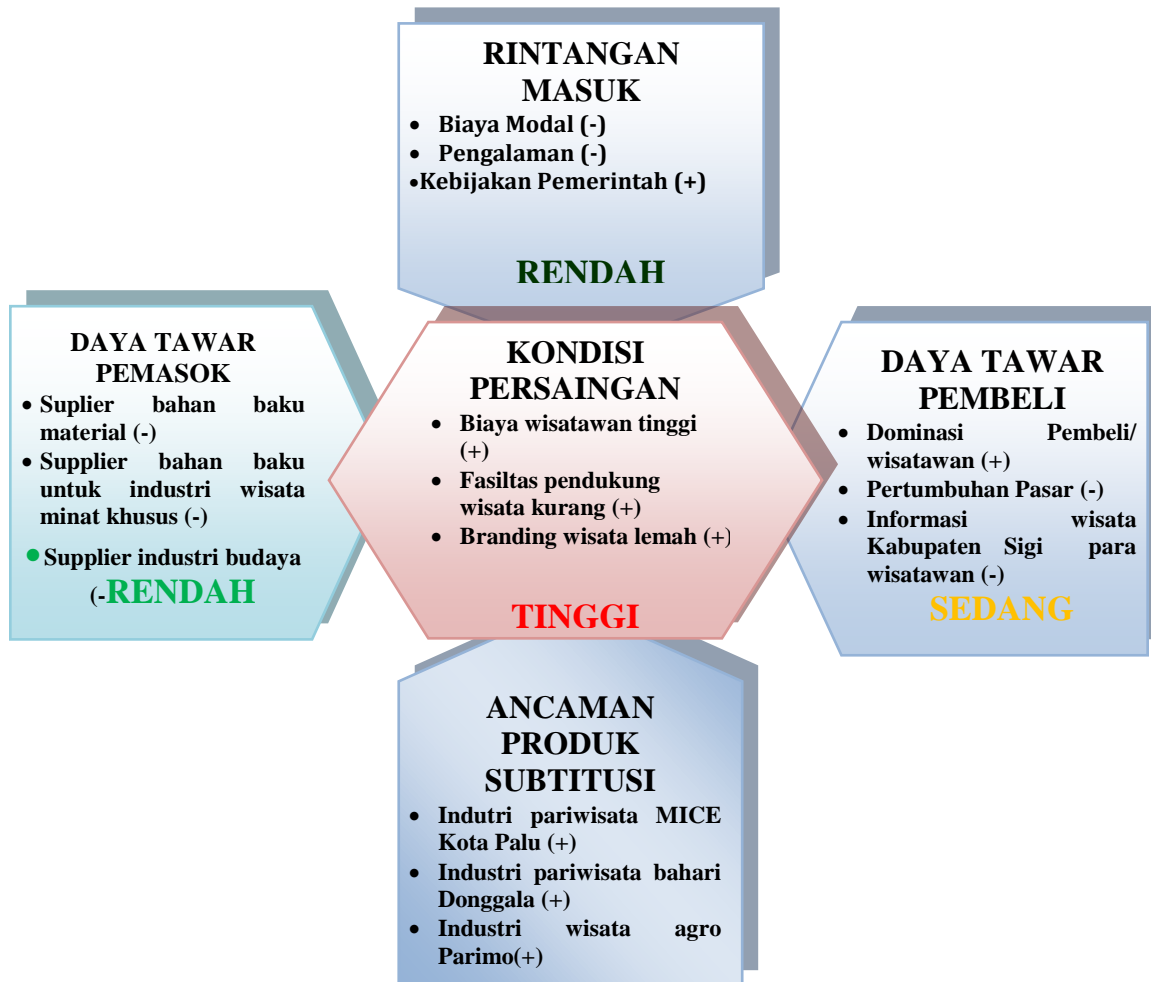 RINTANGAN
MASUK
• Biaya Modal (-)
• Pengalaman (-)
•Kebijakan Pemerintah (+)
RENDAH
DAYA TAWAR
PEMASOK
• Suplier bahan baku
material (-)
• Supplier bahan baku
untuk industri wisata
minat khusus (-)
• Supplier industri budaya
(-RENDAH
KONDISI
PERSAINGAN
• Biaya wisatawan tinggi
(+)
• Fasiltas pendukung
wisata kurang (+)
• Branding wisata lemah (+)
TINGGI
DAYA TAWAR
PEMBELI
• Dominasi Pembeli/
wisatawan (+)
• Pertumbuhan Pasar (-)
• Informasi wisata
Kabupaten Sigi para
wisatawan (-)
SEDANG
ANCAMAN
PRODUK
SUBTITUSI
• Indutri pariwisata MICE
Kota Palu (+)
• Industri pariwisata bahari
Donggala (+)
• Industri wisata agro
Parimo(+)